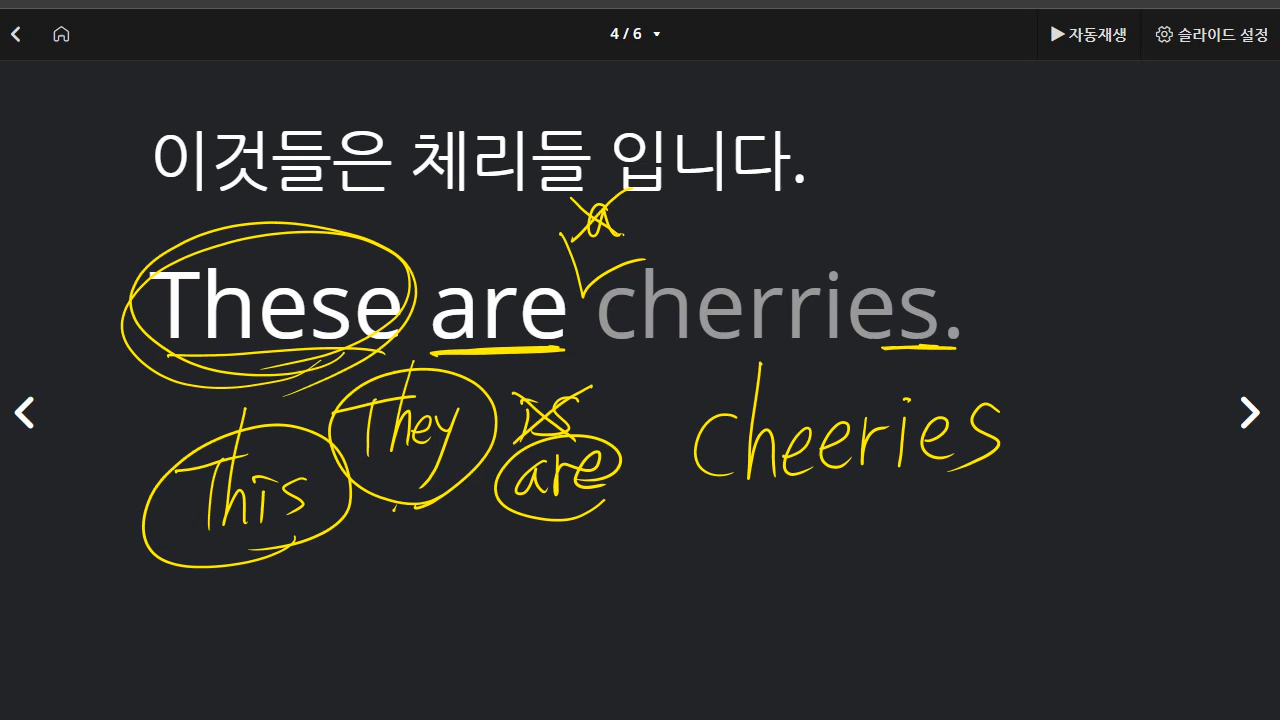 4 / 6
자동재생
슬라이드 설정
이것들은 체리들 입니다.
a
These are cherries.
They is
are
cheeries
This